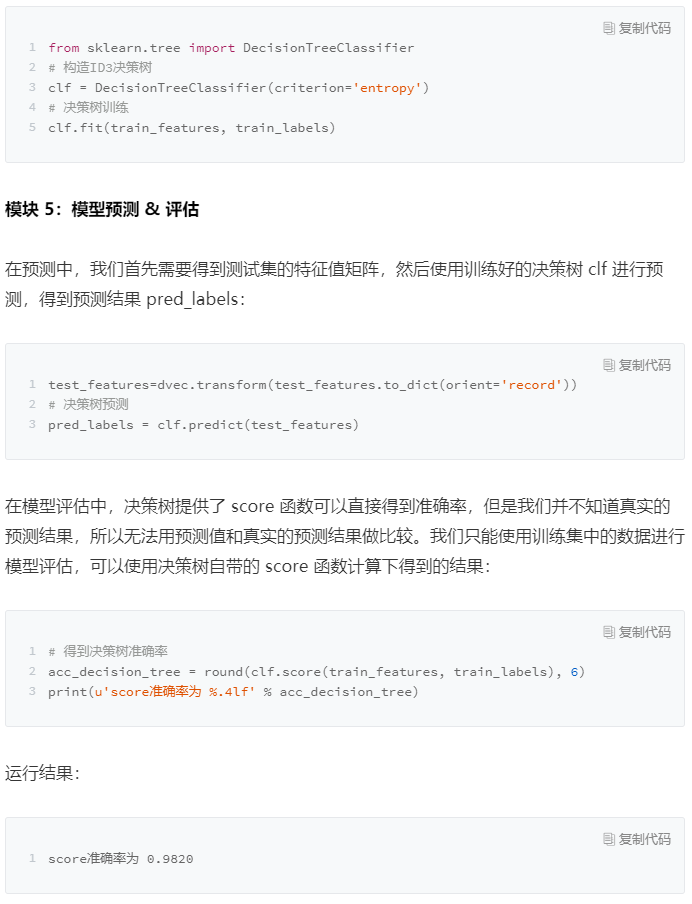 复制代码
1 from sklearn.tree import DecisionTreeClassifier
2 # 构造ID3决策树
3 clf = DecisionTreeClassifier(criterion='entropy')
4 # 决策树训练
5 clf.fit(train_features, train_labels)
模块 5：模型预测 & 评估
在预测中，我们首先需要得到测试集的特征值矩阵，然后使用训练好的决策树 clf 进行预
测，得到预测结果 pred_labels：
复制代码
1 test_features=dvec.transform(test_features.to_dict(orient='record'))
2 # 决策树预测
3 pred_labels = clf.predict(test_features)
在模型评估中，决策树提供了 score 函数可以直接得到准确率，但是我们并不知道真实的
预测结果，所以无法用预测值和真实的预测结果做比较。我们只能使用训练集中的数据进行
模型评估，可以使用决策树自带的 score 函数计算下得到的结果：
复制代码
1 # 得到决策树准确率
2 acc_decision_tree = round(clf.score(train_features, train_labels), 6)
3 print(u'score准确率为 %.4lf' % acc_decision_tree)
运行结果：
复制代码
1 score准确率为 0.9820